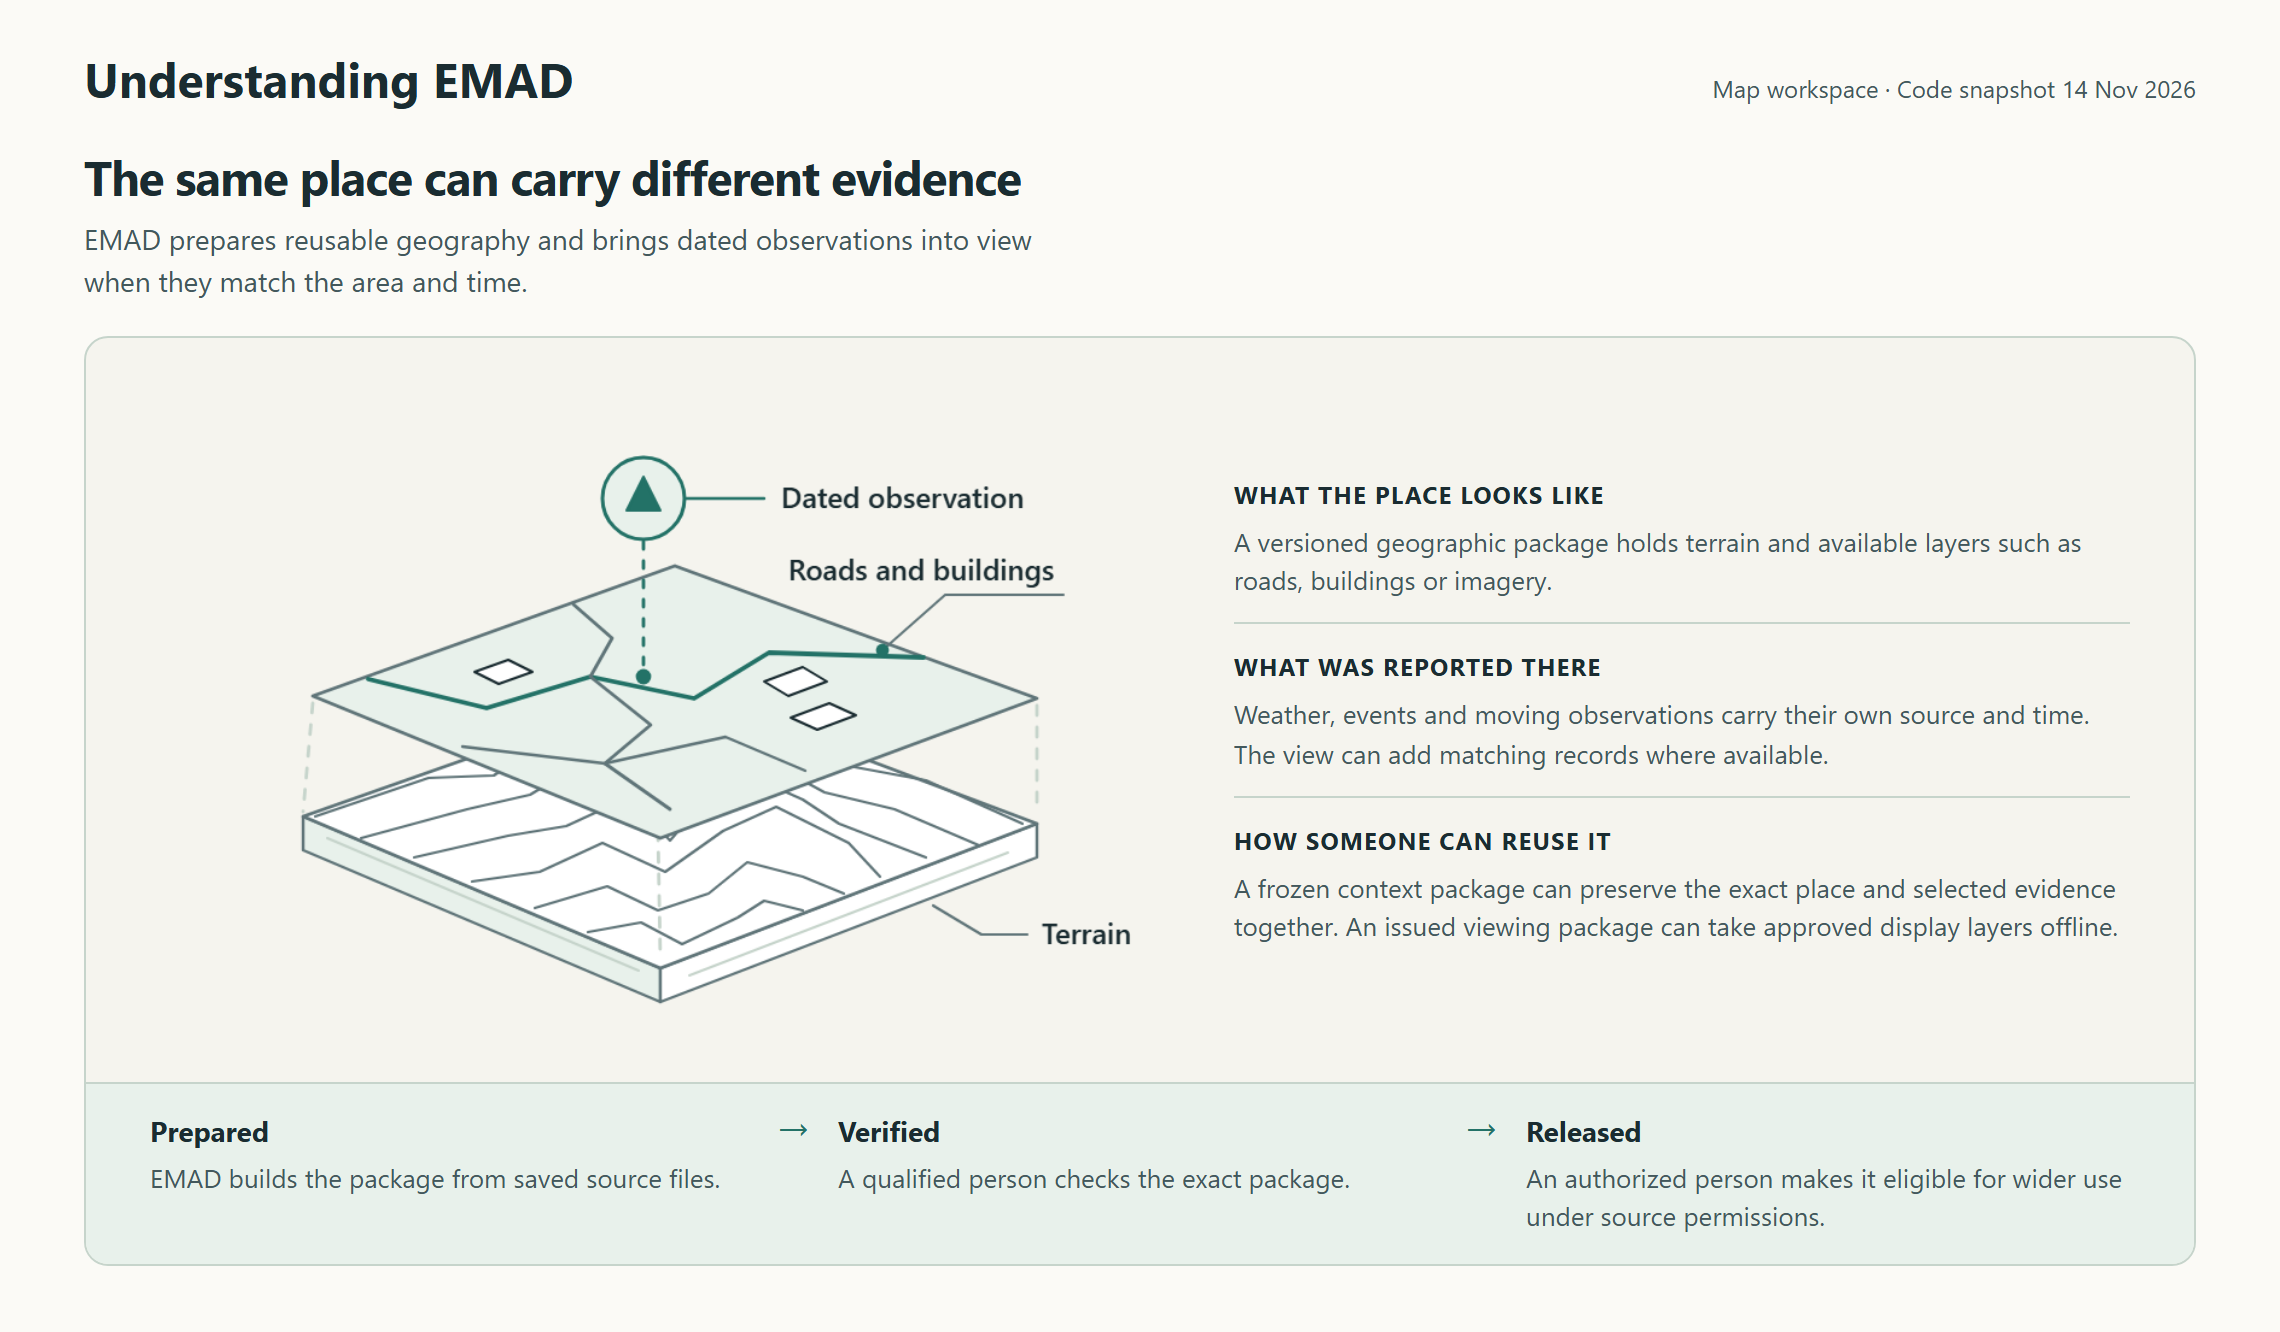 Understanding EMAD
Map workspace · Code snapshot 14 Nov 2026
The same place can carry different evidence
EMAD prepares reusable geography and brings dated observations into view
when they match the area and time.
Dated observation
Roads and buildings
Terrain
WHAT THE PLACE LOOKS LIKE
A versioned geographic package holds terrain and available layers such as
roads, buildings or imagery.
WHAT WAS REPORTED THERE
Weather, events and moving observations carry their own source and time.
The view can add matching records where available.
HOW SOMEONE CAN REUSE IT
A frozen context package can preserve the exact place and selected evidence
together. An issued viewing package can take approved display layers offline.
Prepared
EMAD builds the package from saved source files.
→
Verified
A qualified person checks the exact package.
→
Released
An authorized person makes it eligible for wider use
under source permissions.